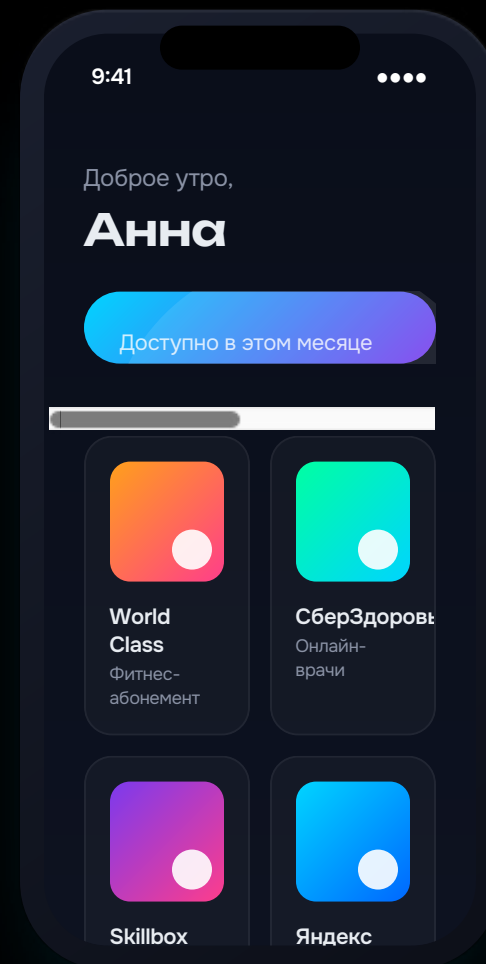 9:41
Доброе утро,
Анна
Доступно в этом месяце
World
Class
Фитнес-
абонемент
СберЗдоровь
Онлайн-
врачи
Skillbox
Яндекс